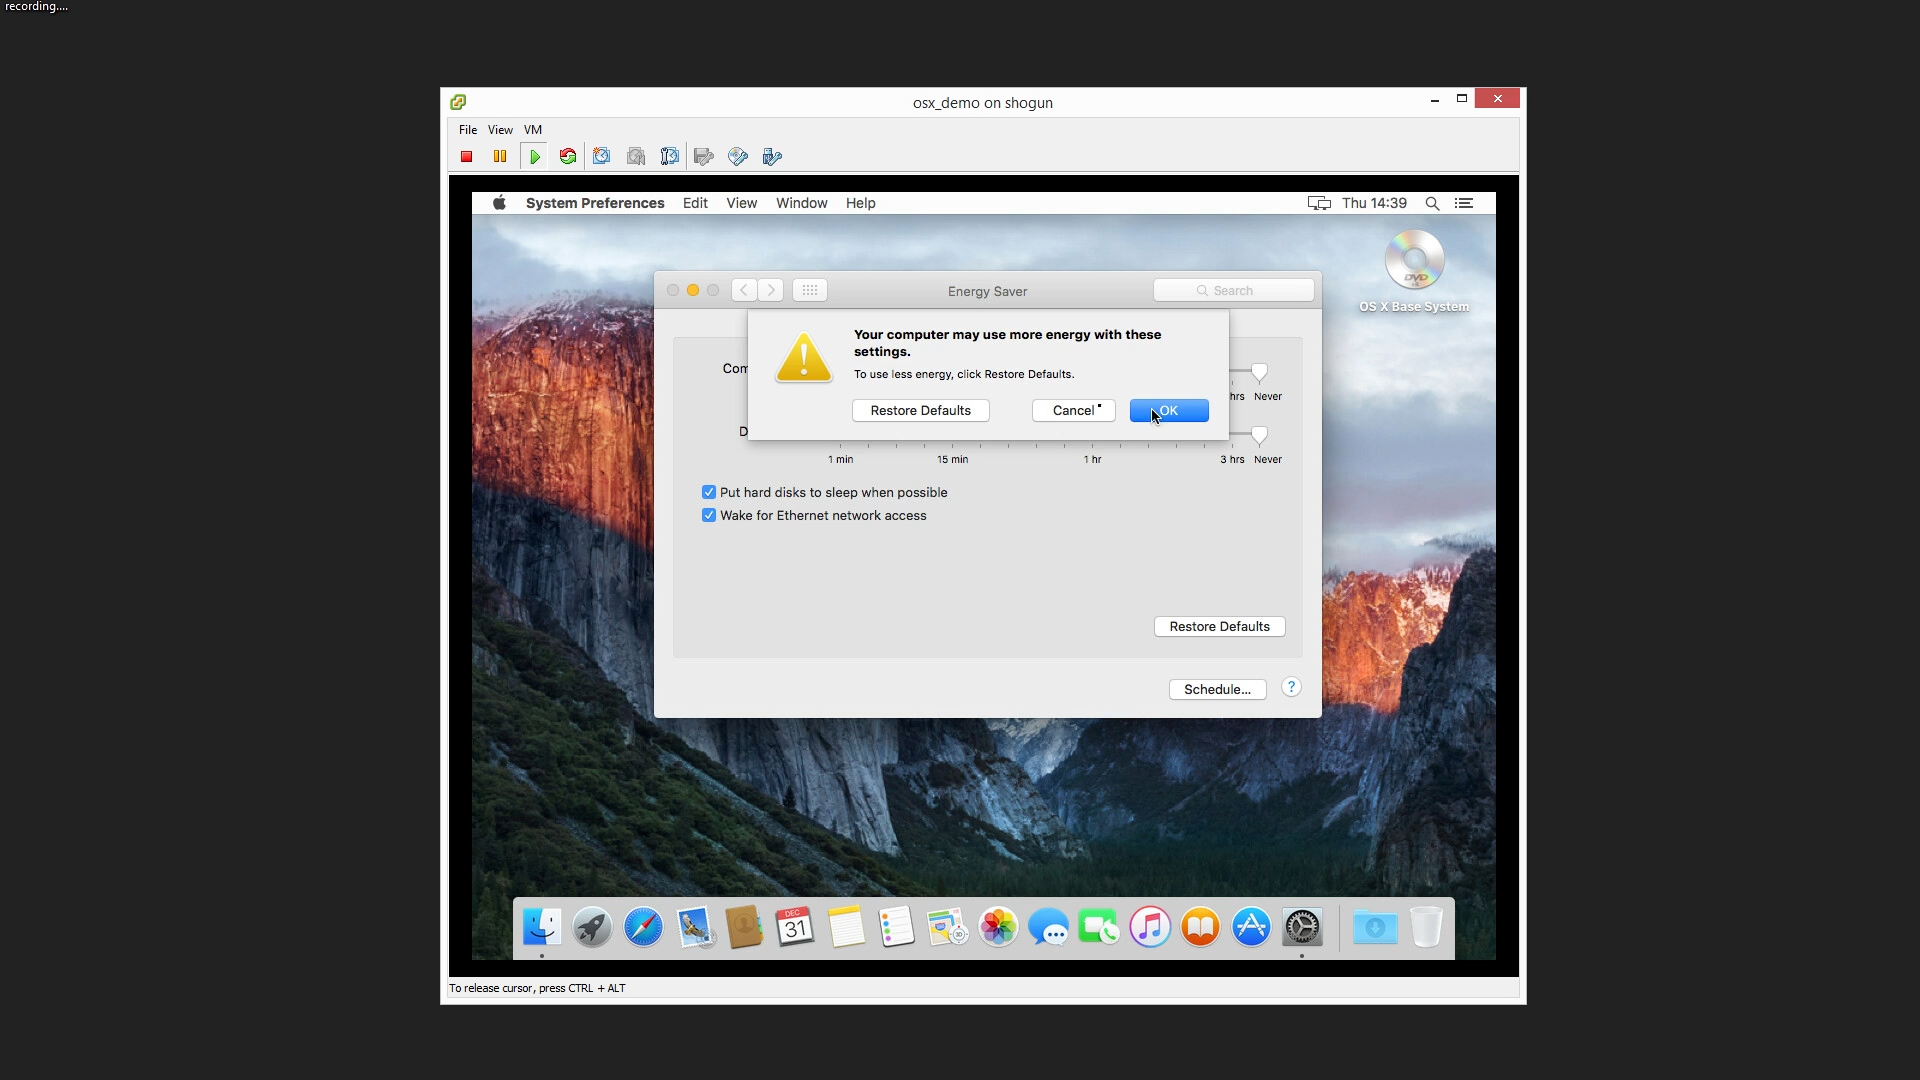 recording....
osx_demo on shogun
File View VM
System Preferences Edit View Window Help Thu 14:39
DVD
OS X Base System
Energy Saver
Search
Your computer may use more energy with these
settings.
To use less energy, click Restore Defaults.
Restore Defaults Cancel OK
hrs Never
1 min 15 min 1 hr 3 hrs Never
Put hard disks to sleep when possible
Wake for Ethernet network access
Restore Defaults
Schedule... ?
DEC
31
To release cursor, press CTRL + ALT